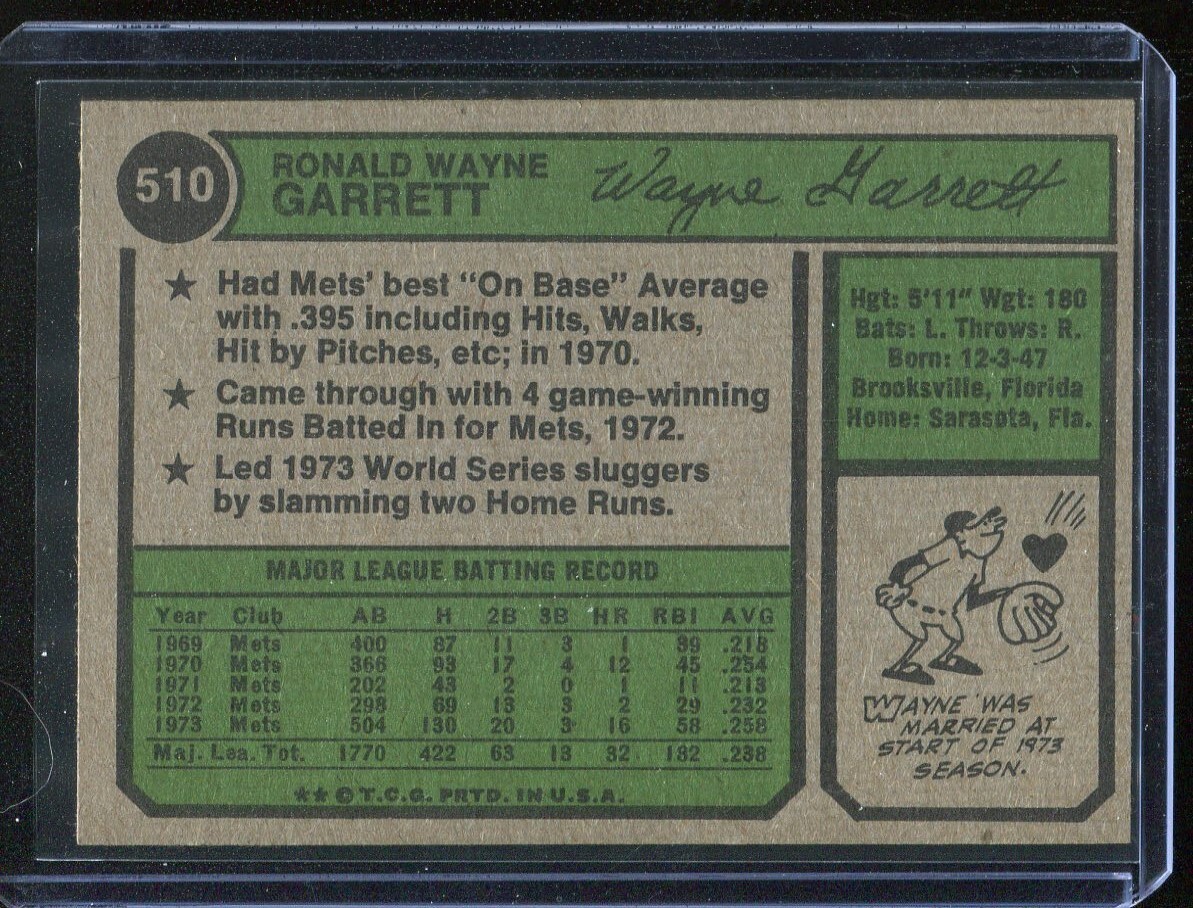 510
RONALD WAYNE
GARRETT
Wayne Garrett
★ Had Mets' best "On Base" Average
with .395 including Hits, Walks,
Hit by Pitches, etc; in 1970.
★ Came through with 4 game-winning
Runs Batted In for Mets, 1972.
★ Led 1973 World Series sluggers
by slamming two Home Runs.
Hgt: 5'11" Wgt: 180
Bats: L. Throws: R.
Born: 12-3-47
Brooksville, Florida
Home: Sarasota, Fla.
MAJOR LEAGUE BATTING RECORD
Year Club AB H 2B 3B HR RBI AVG
1969 Mets 400 87 11 3 1 39 .218
1970 Mets 366 93 17 4 12 45 .254
1971 Mets 202 43 2 0 1 11 .213
1972 Mets 298 69 13 3 2 29 .232
1973 Mets 504 130 20 3 16 58 .258
Maj. Lea. Tot. 1770 422 63 13 32 182 .238
★★ © T.C.G. PRTD. IN U.S.A.
WAYNE WAS
MARRIED AT
START OF 1973
SEASON.